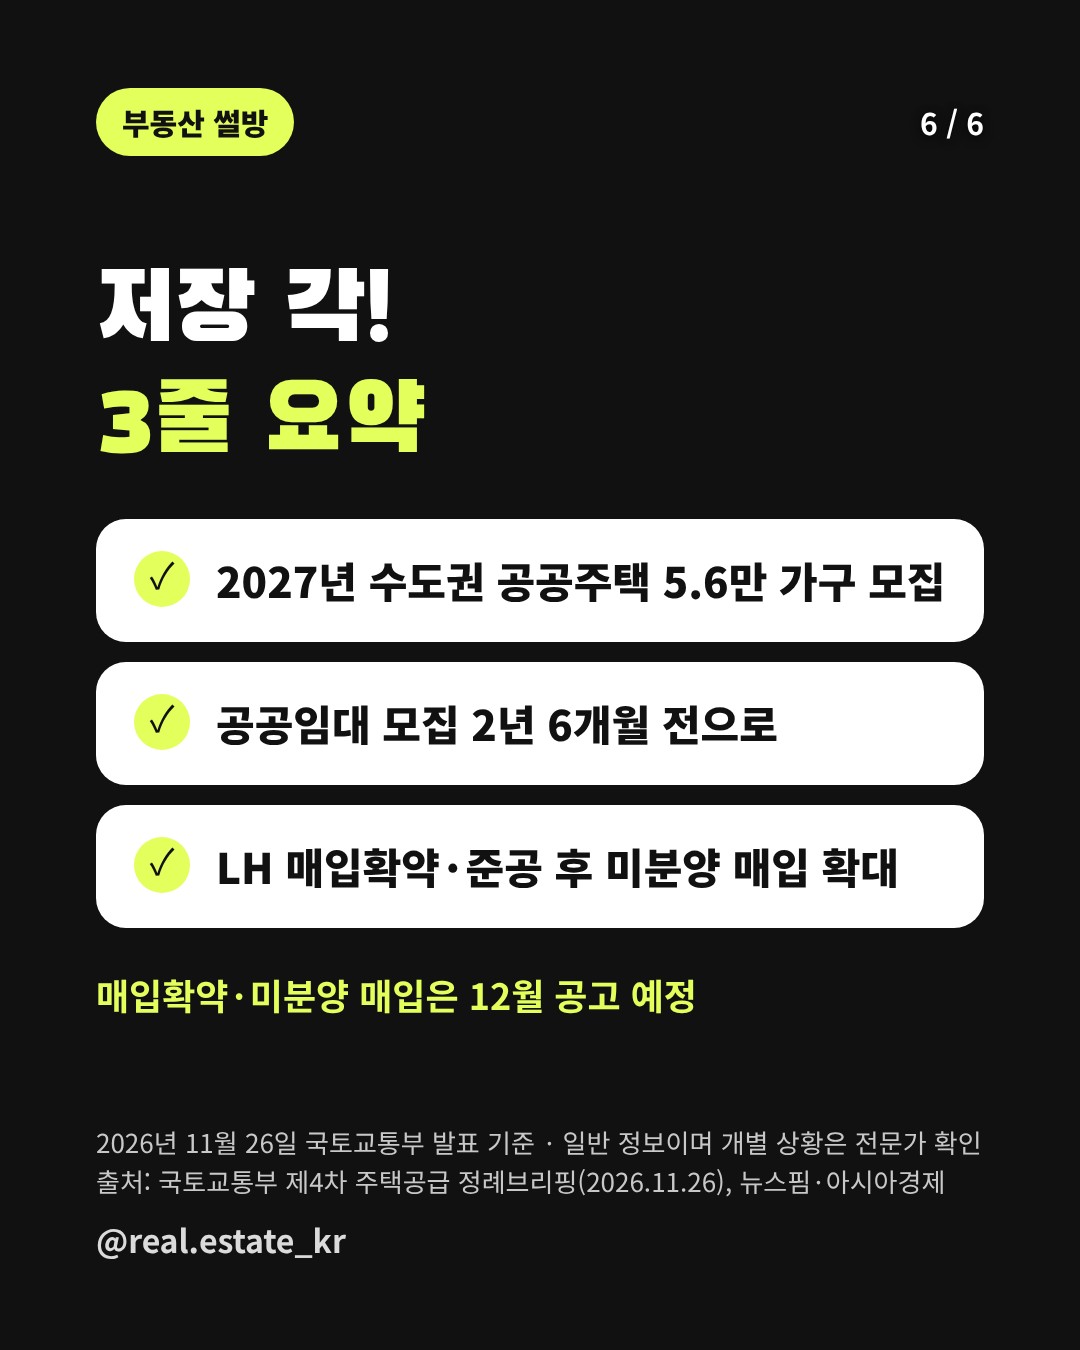 부동산 썰방
6 / 6
저장 각!
3줄 요약
✓ 2027년 수도권 공공주택 5.6만 가구 모집
✓ 공공임대 모집 2년 6개월 전으로
✓ LH 매입확약·준공 후 미분양 매입 확대
매입확약·미분양 매입은 12월 공고 예정
2026년 11월 26일 국토교통부 발표 기준 · 일반 정보이며 개별 상황은 전문가 확인
출처: 국토교통부 제4차 주택공급 정례브리핑(2026.11.26), 뉴스핌·아시아경제
@real.estate_kr